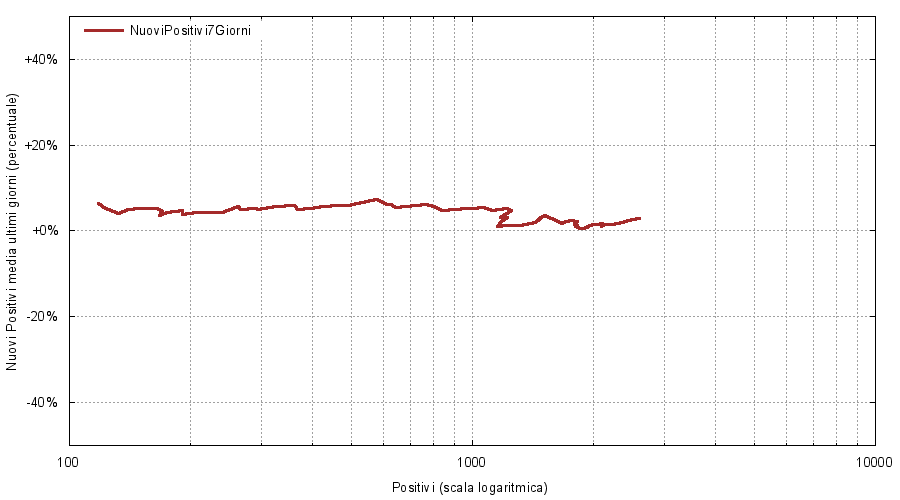 NuoviPositivi7Giorni
+40%
+20%
+0%
-20%
-40%
Nuovi Positivi media ultimi giorni (percentuale)
100
1000
10000
Positivi (scala logaritmica)